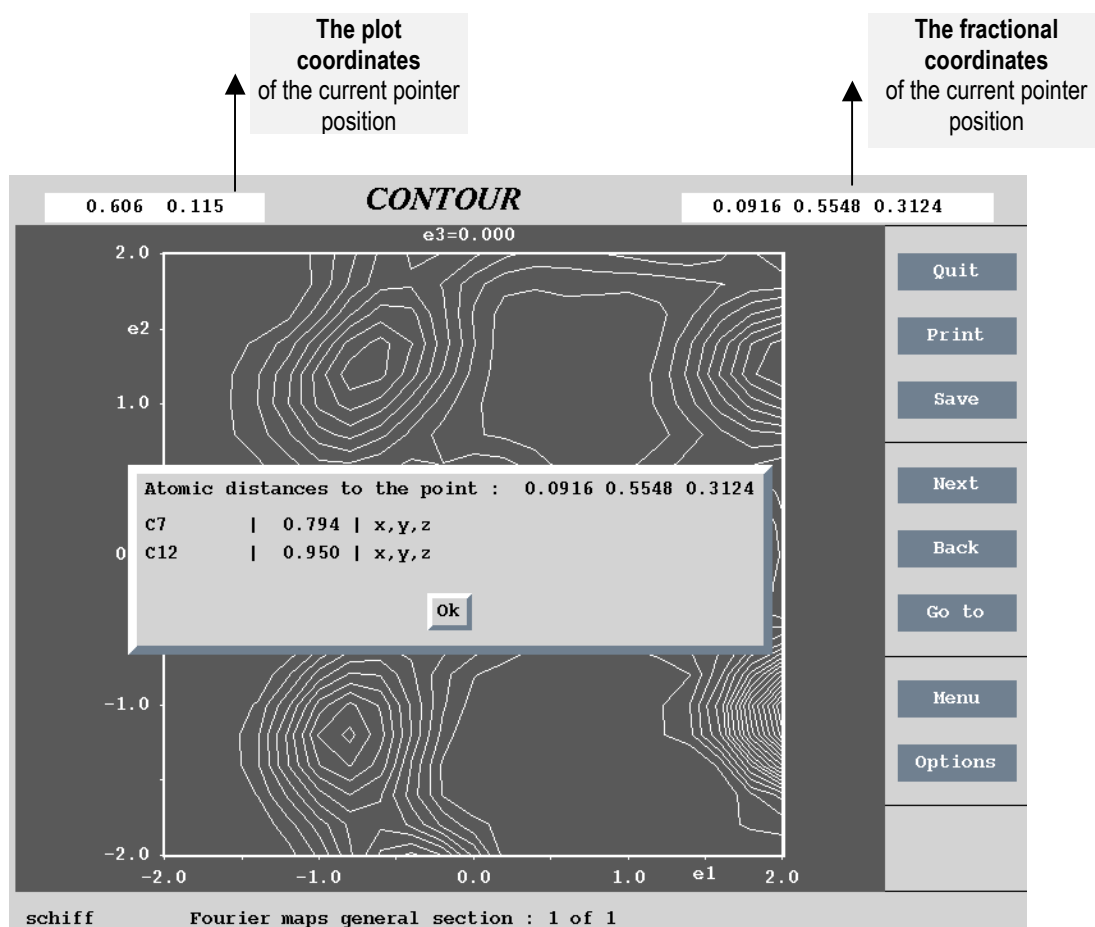 The plot
coordinates
of the current pointer
position
The fractional
coordinates
of the current pointer
position
0.606 0.115
CONTOUR
0.0916 0.5548 0.3124
e3=0.000
2.0
e2
1.0
0
-1.0
-2.0
-2.0 -1.0 0.0 1.0 e1 2.0
Atomic distances to the point : 0.0916 0.5548 0.3124
C7 | 0.794 | x,y,z
C12 | 0.950 | x,y,z
Ok
Quit
Print
Save
Next
Back
Go to
Menu
Options
schiff Fourier maps general section : 1 of 1